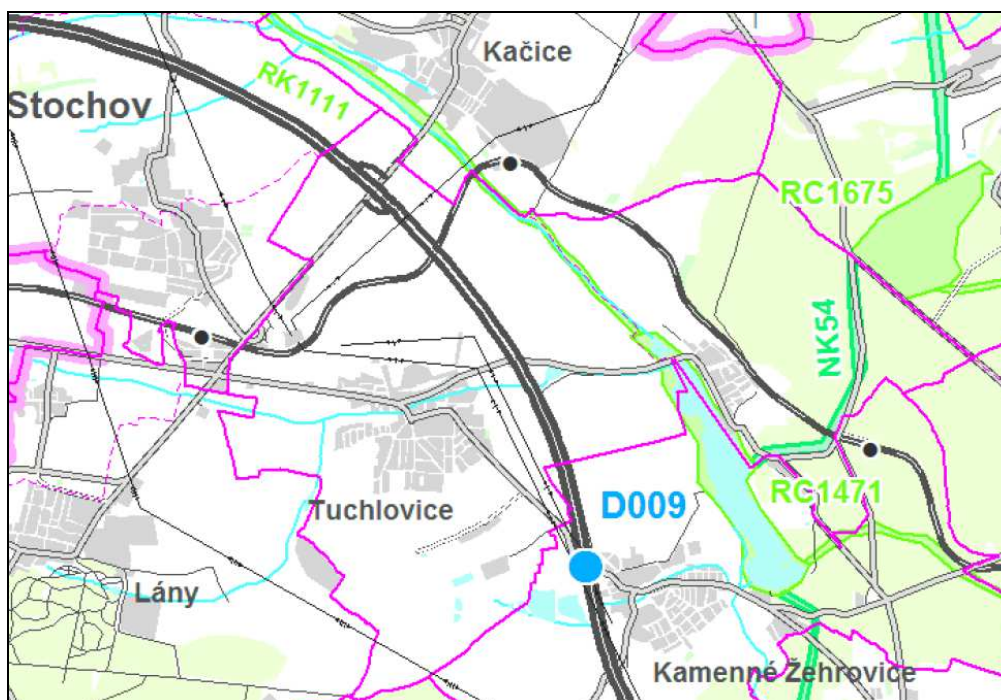 Kačice
RK1111
Stochov
RC1675
NK54
RC1471
D009
Tuchlovice
Lány
Kamenné Žehrovice